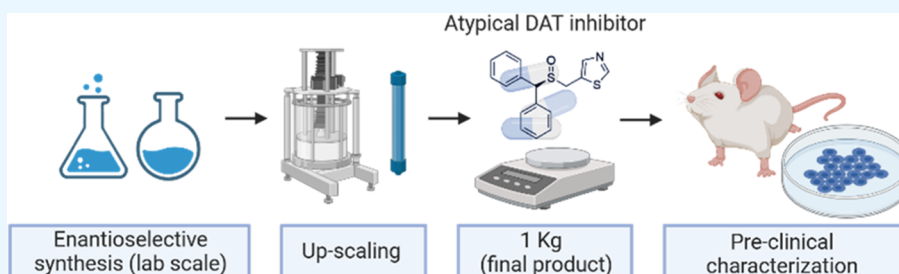 Atypical DAT inhibitor
O
S
N
S
Enantioselective
synthesis (lab scale)
Up-scaling
1 Kg
(final product)
Pre-clinical
characterization